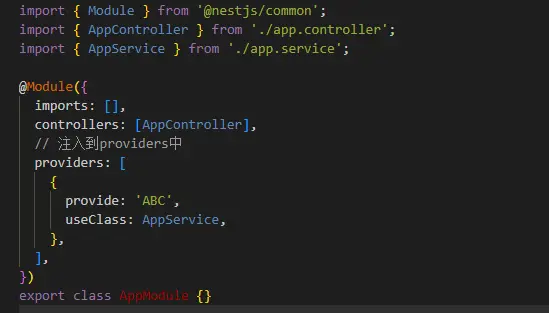 import { Module } from '@nestjs/common';
import { AppController } from './app.controller';
import { AppService } from './app.service';

@Module({
  imports: [],
  controllers: [AppController],
  // 注入到providers中
  providers: [
    {
      provide: 'ABC',
      useClass: AppService,
    },
  ],
})
export class AppModule {}